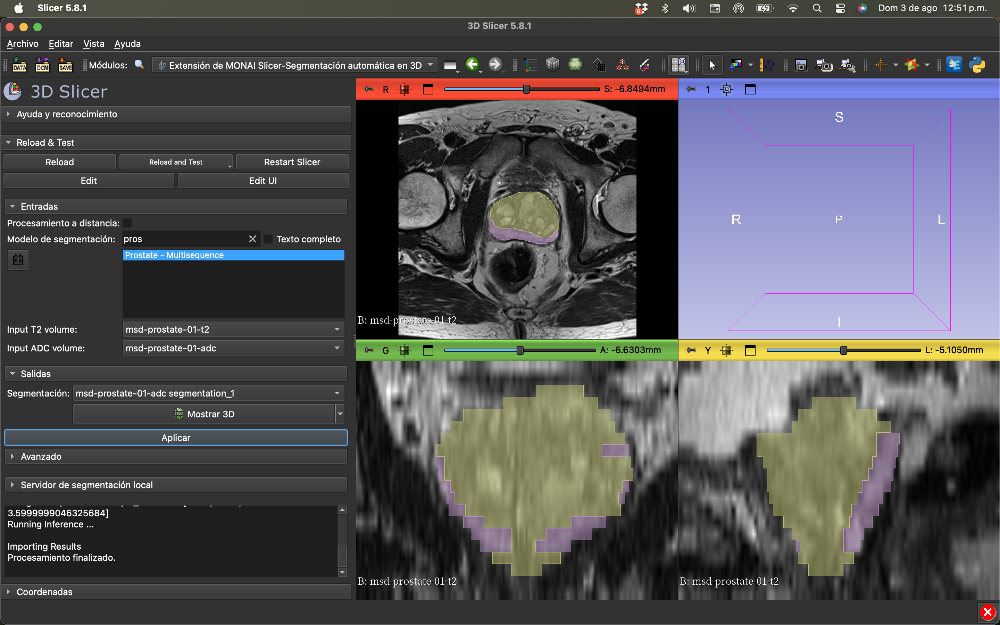 Slicer 5.8.1
6
Dom 3 de ago 12:51 p.m.
3D Slicer 5.8.1
Archivo Editar Vista Ayuda
DATA DCM SAVE Módulos: Extensión de MONAI Slicer-Segmentación automática en 3D
3D Slicer
Ayuda y reconocimiento
Reload & Test
Reload Reload and Test Restart Slicer
Edit Edit UI
Entradas
Procesamiento a distancia:
Modelo de segmentación: pros Texto completo
Prostate - Multisequence
Input T2 volume: msd-prostate-01-t2
Input ADC volume: msd-prostate-01-adc
Salidas
Segmentación: msd-prostate-01-adc segmentation_1
Mostrar 3D
Aplicar
Avanzado
Servidor de segmentación local
3.5999999046325684]
Running Inference ...
Importing Results
Procesamiento finalizado.
Coordenadas
R S: -6.8494mm
B: msd-prostate-01-t2
1
S
R P L
I
G A: -6.6303mm
B: msd-prostate-01-t2
Y L: -5.1050mm
B: msd-prostate-01-t2